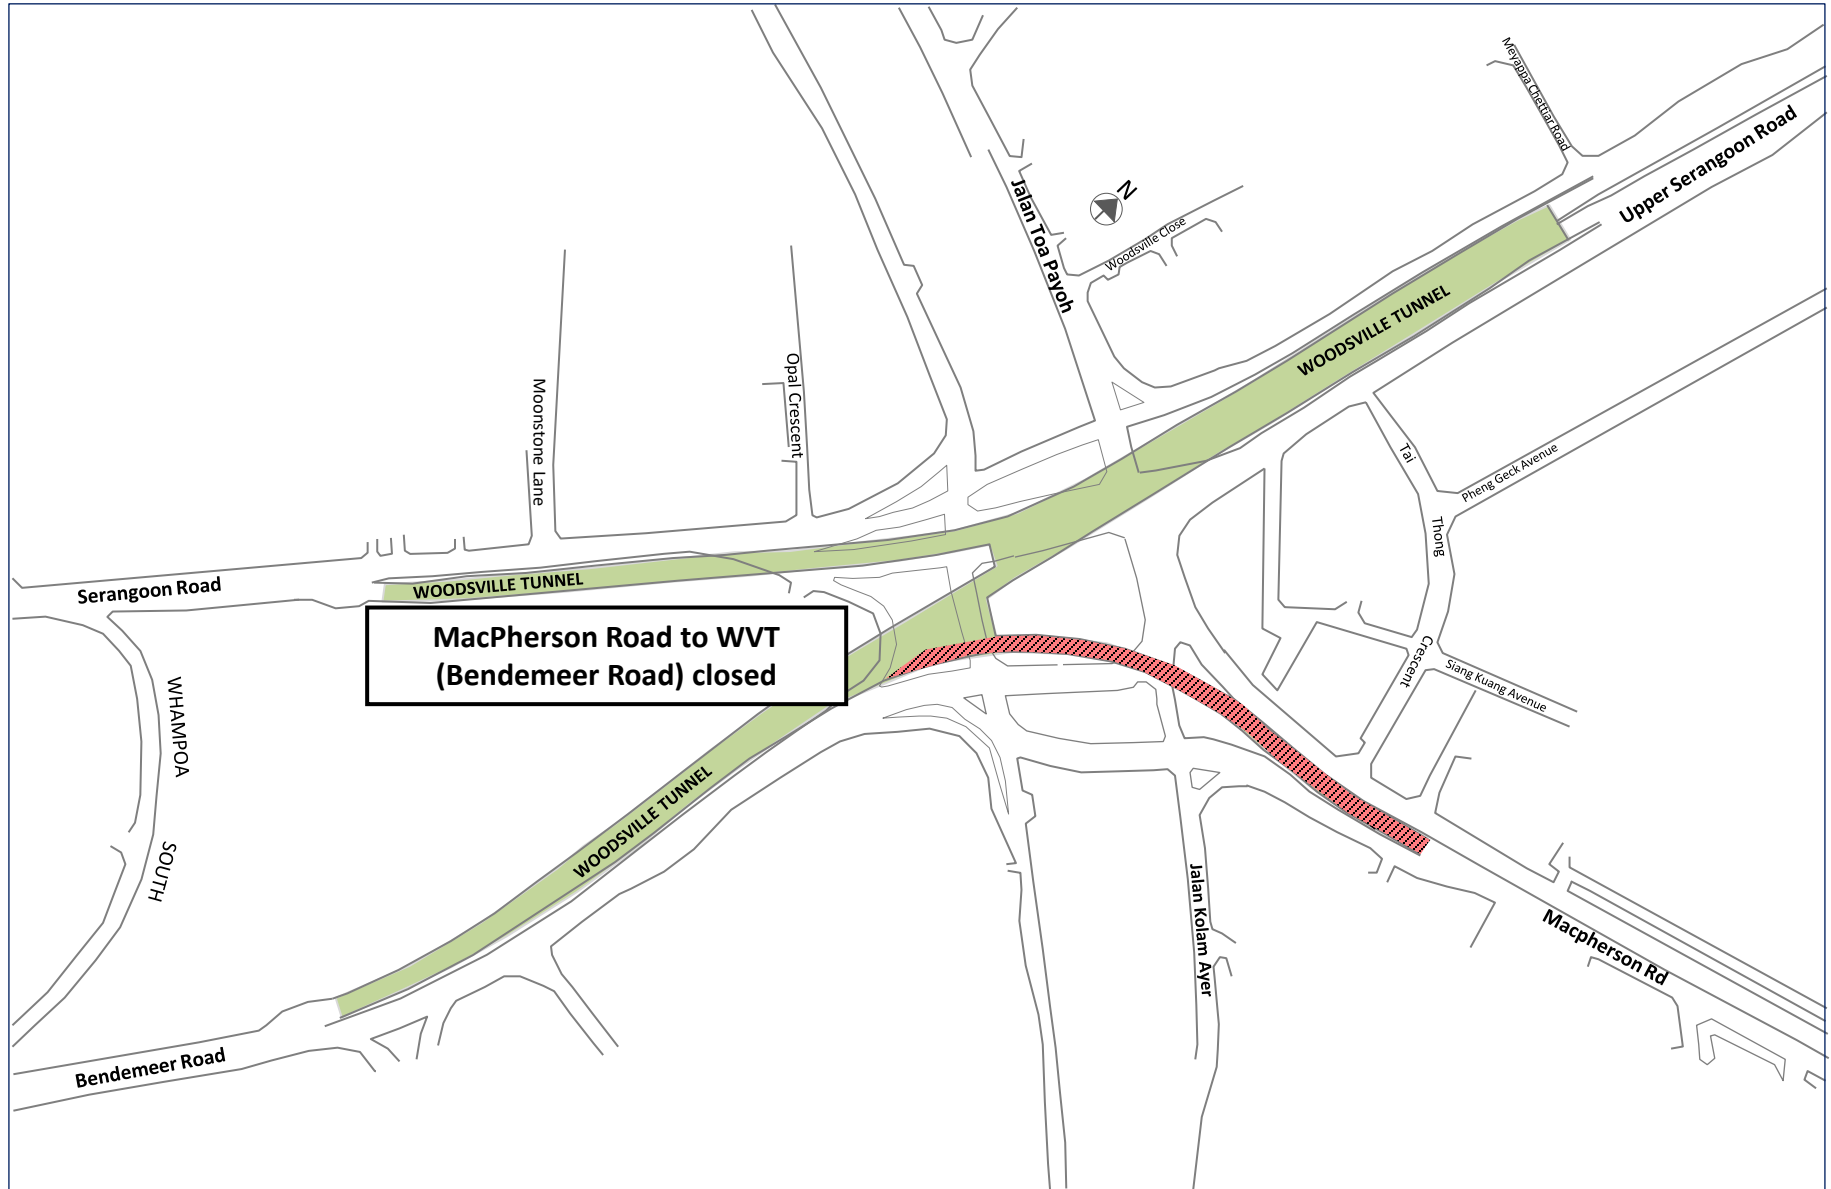 Meyappa Chettiar Road
Upper Serangoon Road
N
Jalan Toa Payoh
Woodsville Close
WOODSVILLE TUNNEL
Opal Crescent
Moonstone Lane
Tai
Thong
Crescent
Pheng Geck Avenue
Siang Kuang Avenue
Serangoon Road
WOODSVILLE TUNNEL
MacPherson Road to WVT
(Bendemeer Road) closed
WHAMPOA
SOUTH
WOODSVILLE TUNNEL
Jalan Kolam Ayer
Macpherson Rd
Bendemeer Road